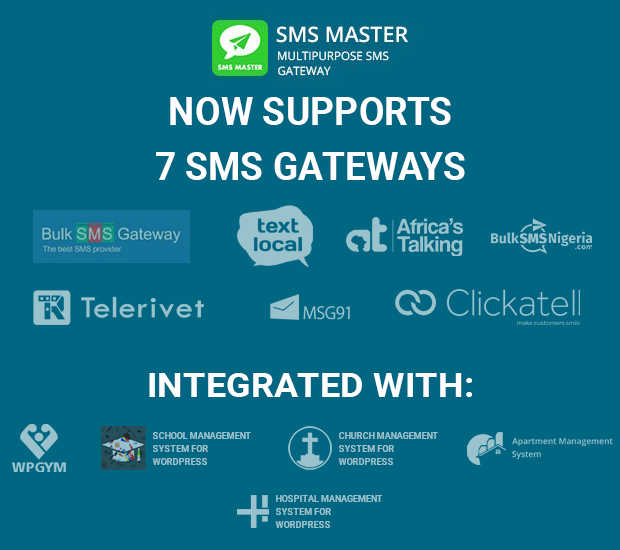 SMS MASTER
SMS MASTER
MULTIPURPOSE SMS
GATEWAY
NOW SUPPORTS
7 SMS GATEWAYS
Bulk SMS Gateway
The best SMS provider
text
local
at
Africa's
Talking
BulkSMSNigeria
.com
TR
Telerivet
MSG91
Clickatell
make customers smile
INTEGRATED WITH:
WPGYM
SCHOOL MANAGEMENT
SYSTEM FOR
WORDPRESS
CHURCH MANAGEMENT
SYSTEM FOR
WORDPRESS
Apartment Management
System
HOSPITAL MANAGEMENT
SYSTEM FOR
WORDPRESS